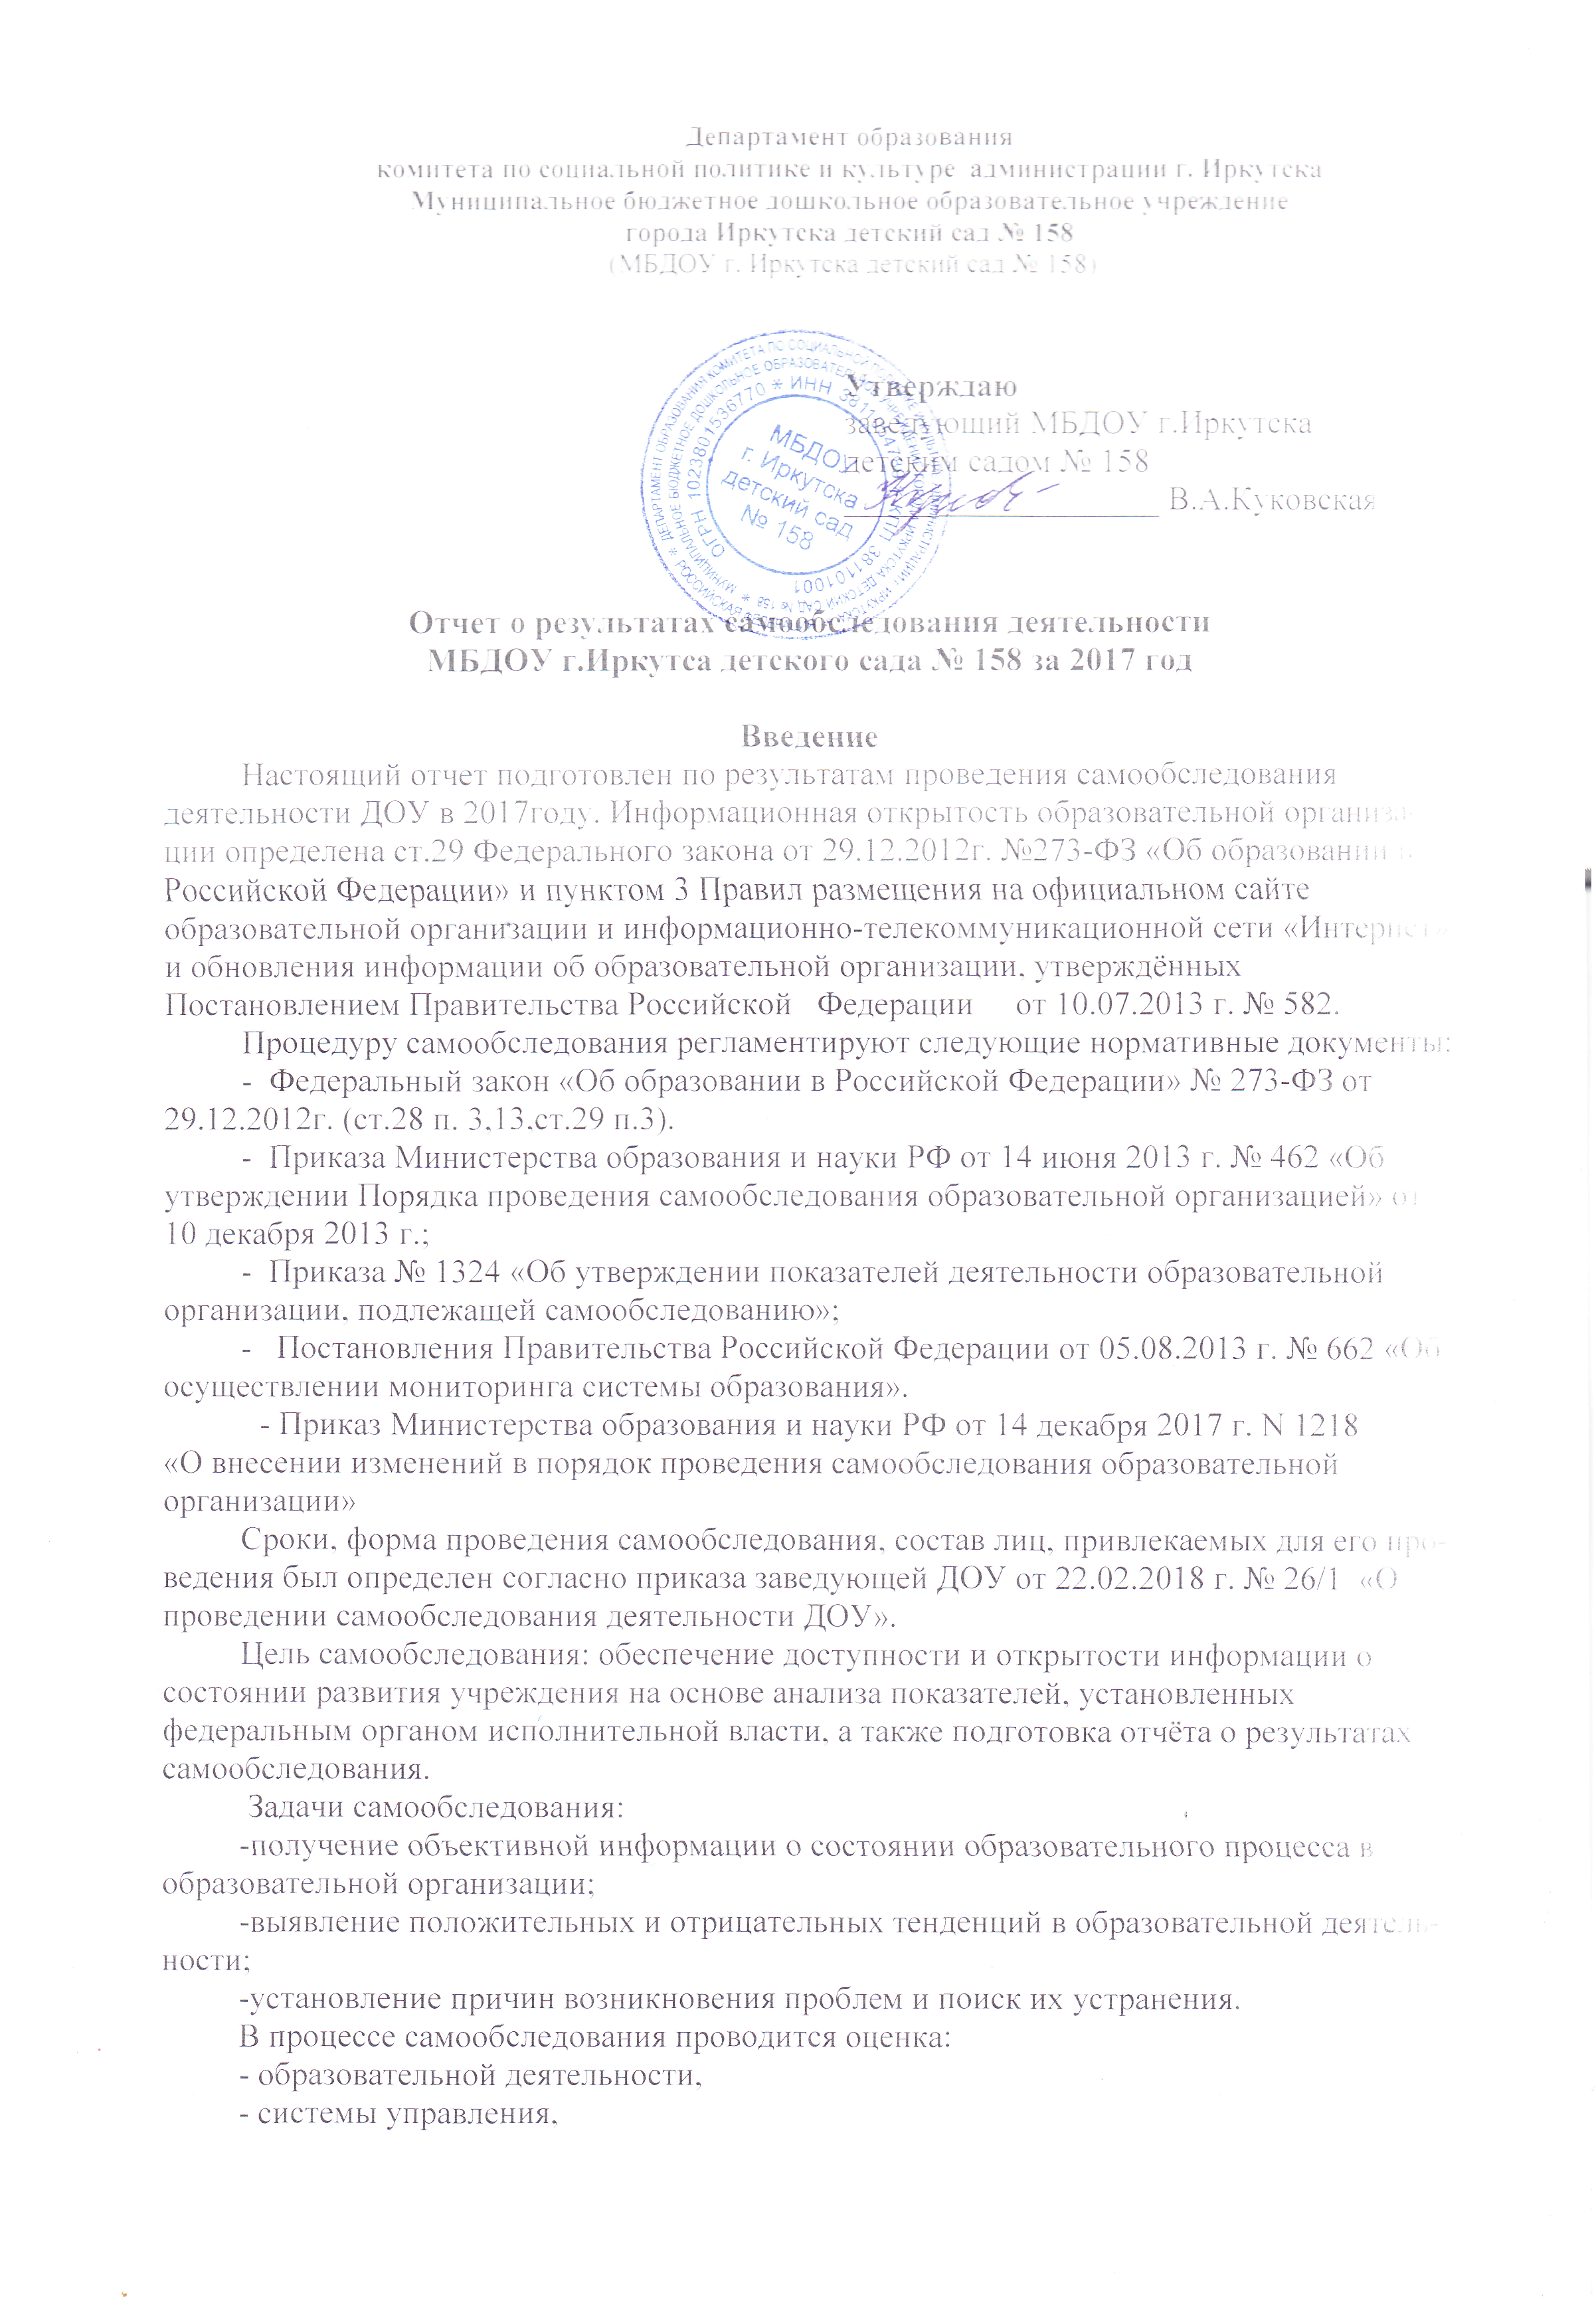 Департамент образования
комитета по социальной политике и культуре администрации г. Иркутска
Муниципальное бюджетное дошкольное образовательное учреждение
города Иркутска детский сад № 158
(МБДОУ г. Иркутска детский сад № 158)
Утверждаю
заведующий МБДОУ г.Иркутска
детским садом № 158
В.А.Куковская
ОГРН 1023801536770 * ИНН
КПП 381101001
МБДОУ
г. Иркутска
детский сад
№ 158
Отчет о результатах самообследования деятельности
МБДОУ г.Иркутса детского сада № 158 за 2017 год
Введение
Настоящий отчет подготовлен по результатам проведения самообследования
деятельности ДОУ в 2017году. Информационная открытость образовательной организа-
ции определена ст.29 Федерального закона от 29.12.2012г. №273-ФЗ «Об образовании в
Российской Федерации» и пунктом 3 Правил размещения на официальном сайте
образовательной организации и информационно-телекоммуникационной сети «Интернет»
и обновления информации об образовательной организации, утверждённых
Постановлением Правительства Российской Федерации от 10.07.2013 г. № 582.
Процедуру самообследования регламентируют следующие нормативные документы:
- Федеральный закон «Об образовании в Российской Федерации» № 273-ФЗ от
29.12.2012г. (ст.28 п. 3,13,ст.29 п.3).
- Приказа Министерства образования и науки РФ от 14 июня 2013 г. № 462 «Об
утверждении Порядка проведения самообследования образовательной организацией» от
10 декабря 2013 г.;
- Приказа № 1324 «Об утверждении показателей деятельности образовательной
организации, подлежащей самообследованию»;
- Постановления Правительства Российской Федерации от 05.08.2013 г. № 662 «Об
осуществлении мониторинга системы образования».
- Приказ Министерства образования и науки РФ от 14 декабря 2017 г. N 1218
«О внесении изменений в порядок проведения самообследования образовательной
организации»
Сроки, форма проведения самообследования, состав лиц, привлекаемых для его про-
ведения был определен согласно приказа заведующей ДОУ от 22.02.2018 г. № 26/1 «О
проведении самообследования деятельности ДОУ».
Цель самообследования: обеспечение доступности и открытости информации о
состоянии развития учреждения на основе анализа показателей, установленных
федеральным органом исполнительной власти, а также подготовка отчёта о результатах
самообследования.
Задачи самообследования:
-получение объективной информации о состоянии образовательного процесса в
образовательной организации;
-выявление положительных и отрицательных тенденций в образовательной деятель-
ности;
-установление причин возникновения проблем и поиск их устранения.
В процессе самообследования проводится оценка:
- образовательной деятельности,
- системы управления,